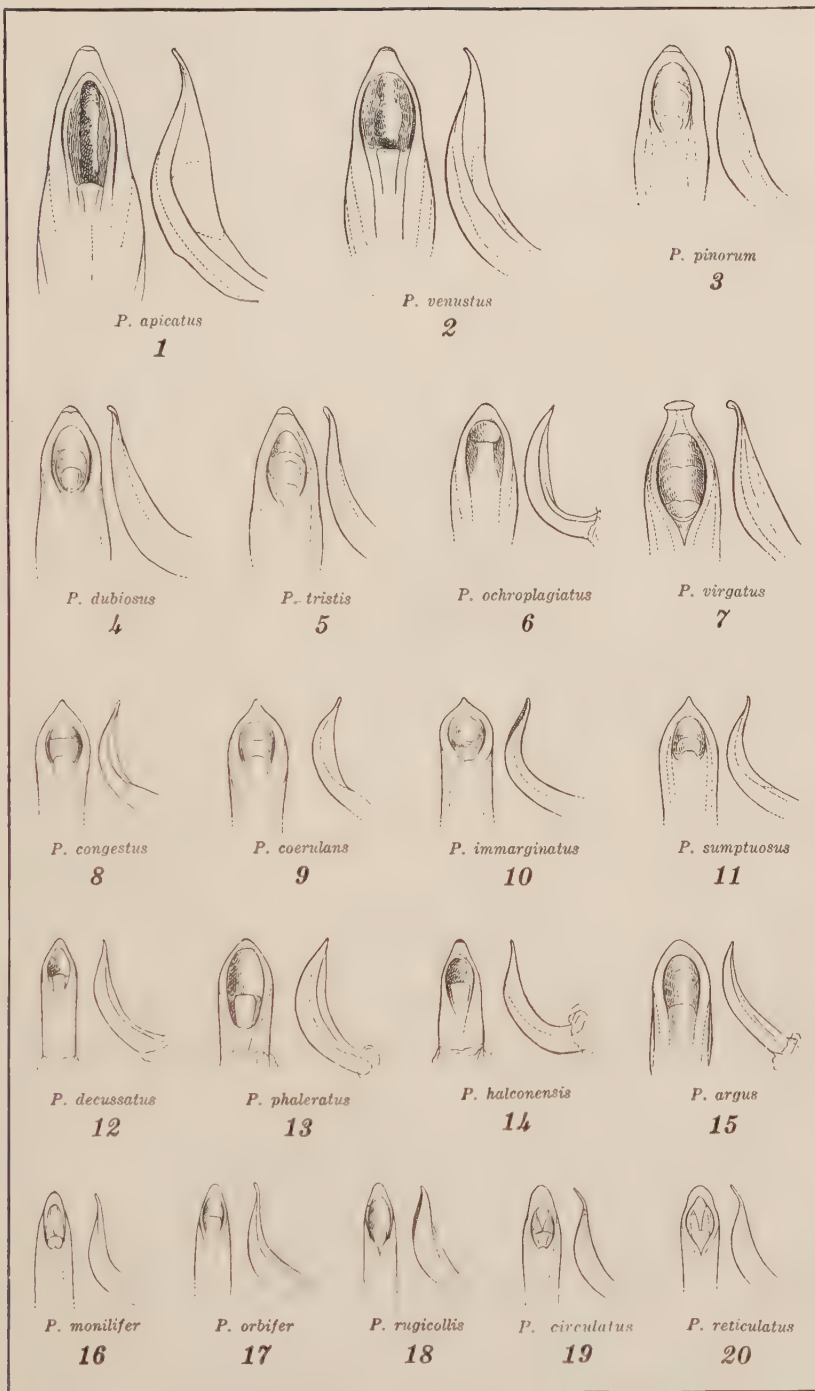 P. apicatus
1
P. venustus
2
P. pinorum
3
P. dubiosus
4
P. tristis
5
P. ochroplagiatus
6
P. virgatus
7
P. congestus
8
P. coerulans
9
P. immarginatus
10
P. sumptuosus
11
P. decussatus
12
P. phaleratus
13
P. halconensis
14
P. argus
15
P. monilifer
16
P. orbifer
17
P. rugicollis
18
P. circulatus
19
P. reticulatus
20